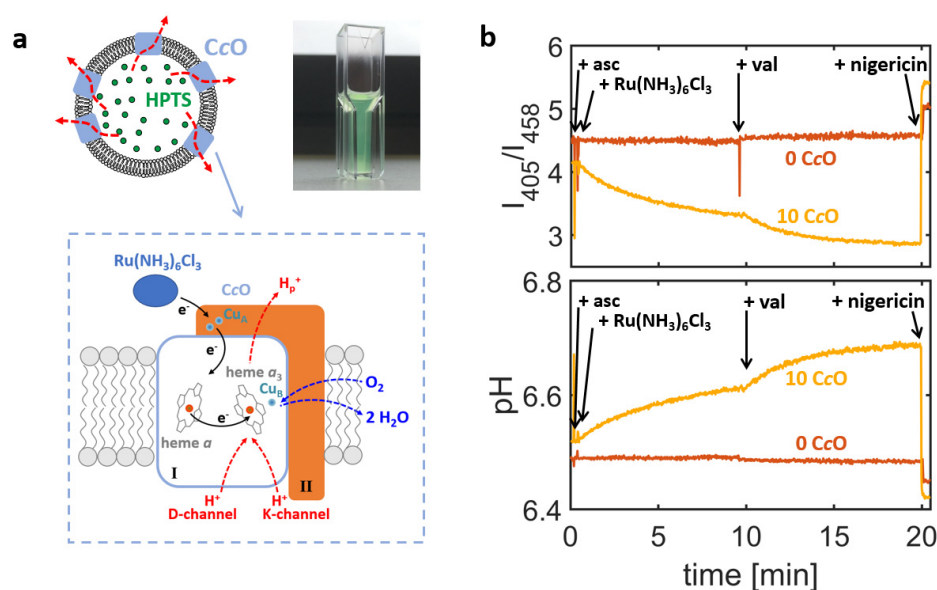 a
CcO
HPTS
Ru(NH3)6Cl3
e-
CcO
CuA
Hp+
e-
heme a3
CuB
O2
2 H2O
e-
heme a
I
II
H+
D-channel
H+
K-channel
b
I405/I458
6
5
4
3
+ asc
+ Ru(NH3)6Cl3
+ val
+ nigericin
0 CcO
10 CcO
pH
6.8
6.6
6.4
+ asc
+ Ru(NH3)6Cl3
+ val
+ nigericin
10 CcO
0 CcO
0
5
10
15
20
time [min]